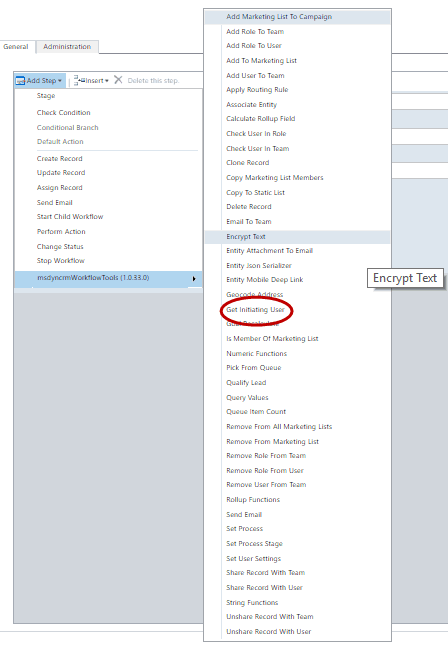 General
Administration
Add Step
Insert
Delete this step.
Stage
Check Condition
Conditional Branch
Default Action
Create Record
Update Record
Assign Record
Send Email
Start Child Workflow
Perform Action
Change Status
Stop Workflow
msdyncrmWorkflowTools (1.0.33.0)
Add Marketing List To Campaign
Add Role To Team
Add Role To User
Add To Marketing List
Add User To Team
Apply Routing Rule
Associate Entity
Calculate Rollup Field
Check User In Role
Check User In Team
Clone Record
Copy Marketing List Members
Copy To Static List
Delete Record
Email To Team
Encrypt Text
Entity Attachment To Email
Entity Json Serializer
Entity Mobile Deep Link
Geocode Address
Get Initiating User
Goal Recalculate
Is Member Of Marketing List
Numeric Functions
Pick From Queue
Qualify Lead
Query Values
Queue Item Count
Remove From All Marketing Lists
Remove From Marketing List
Remove Role From Team
Remove Role From User
Remove User From Team
Rollup Functions
Send Email
Set Process
Set Process Stage
Set User Settings
Share Record With Team
Share Record With User
String Functions
Unshare Record With Team
Unshare Record With User
Encrypt Text